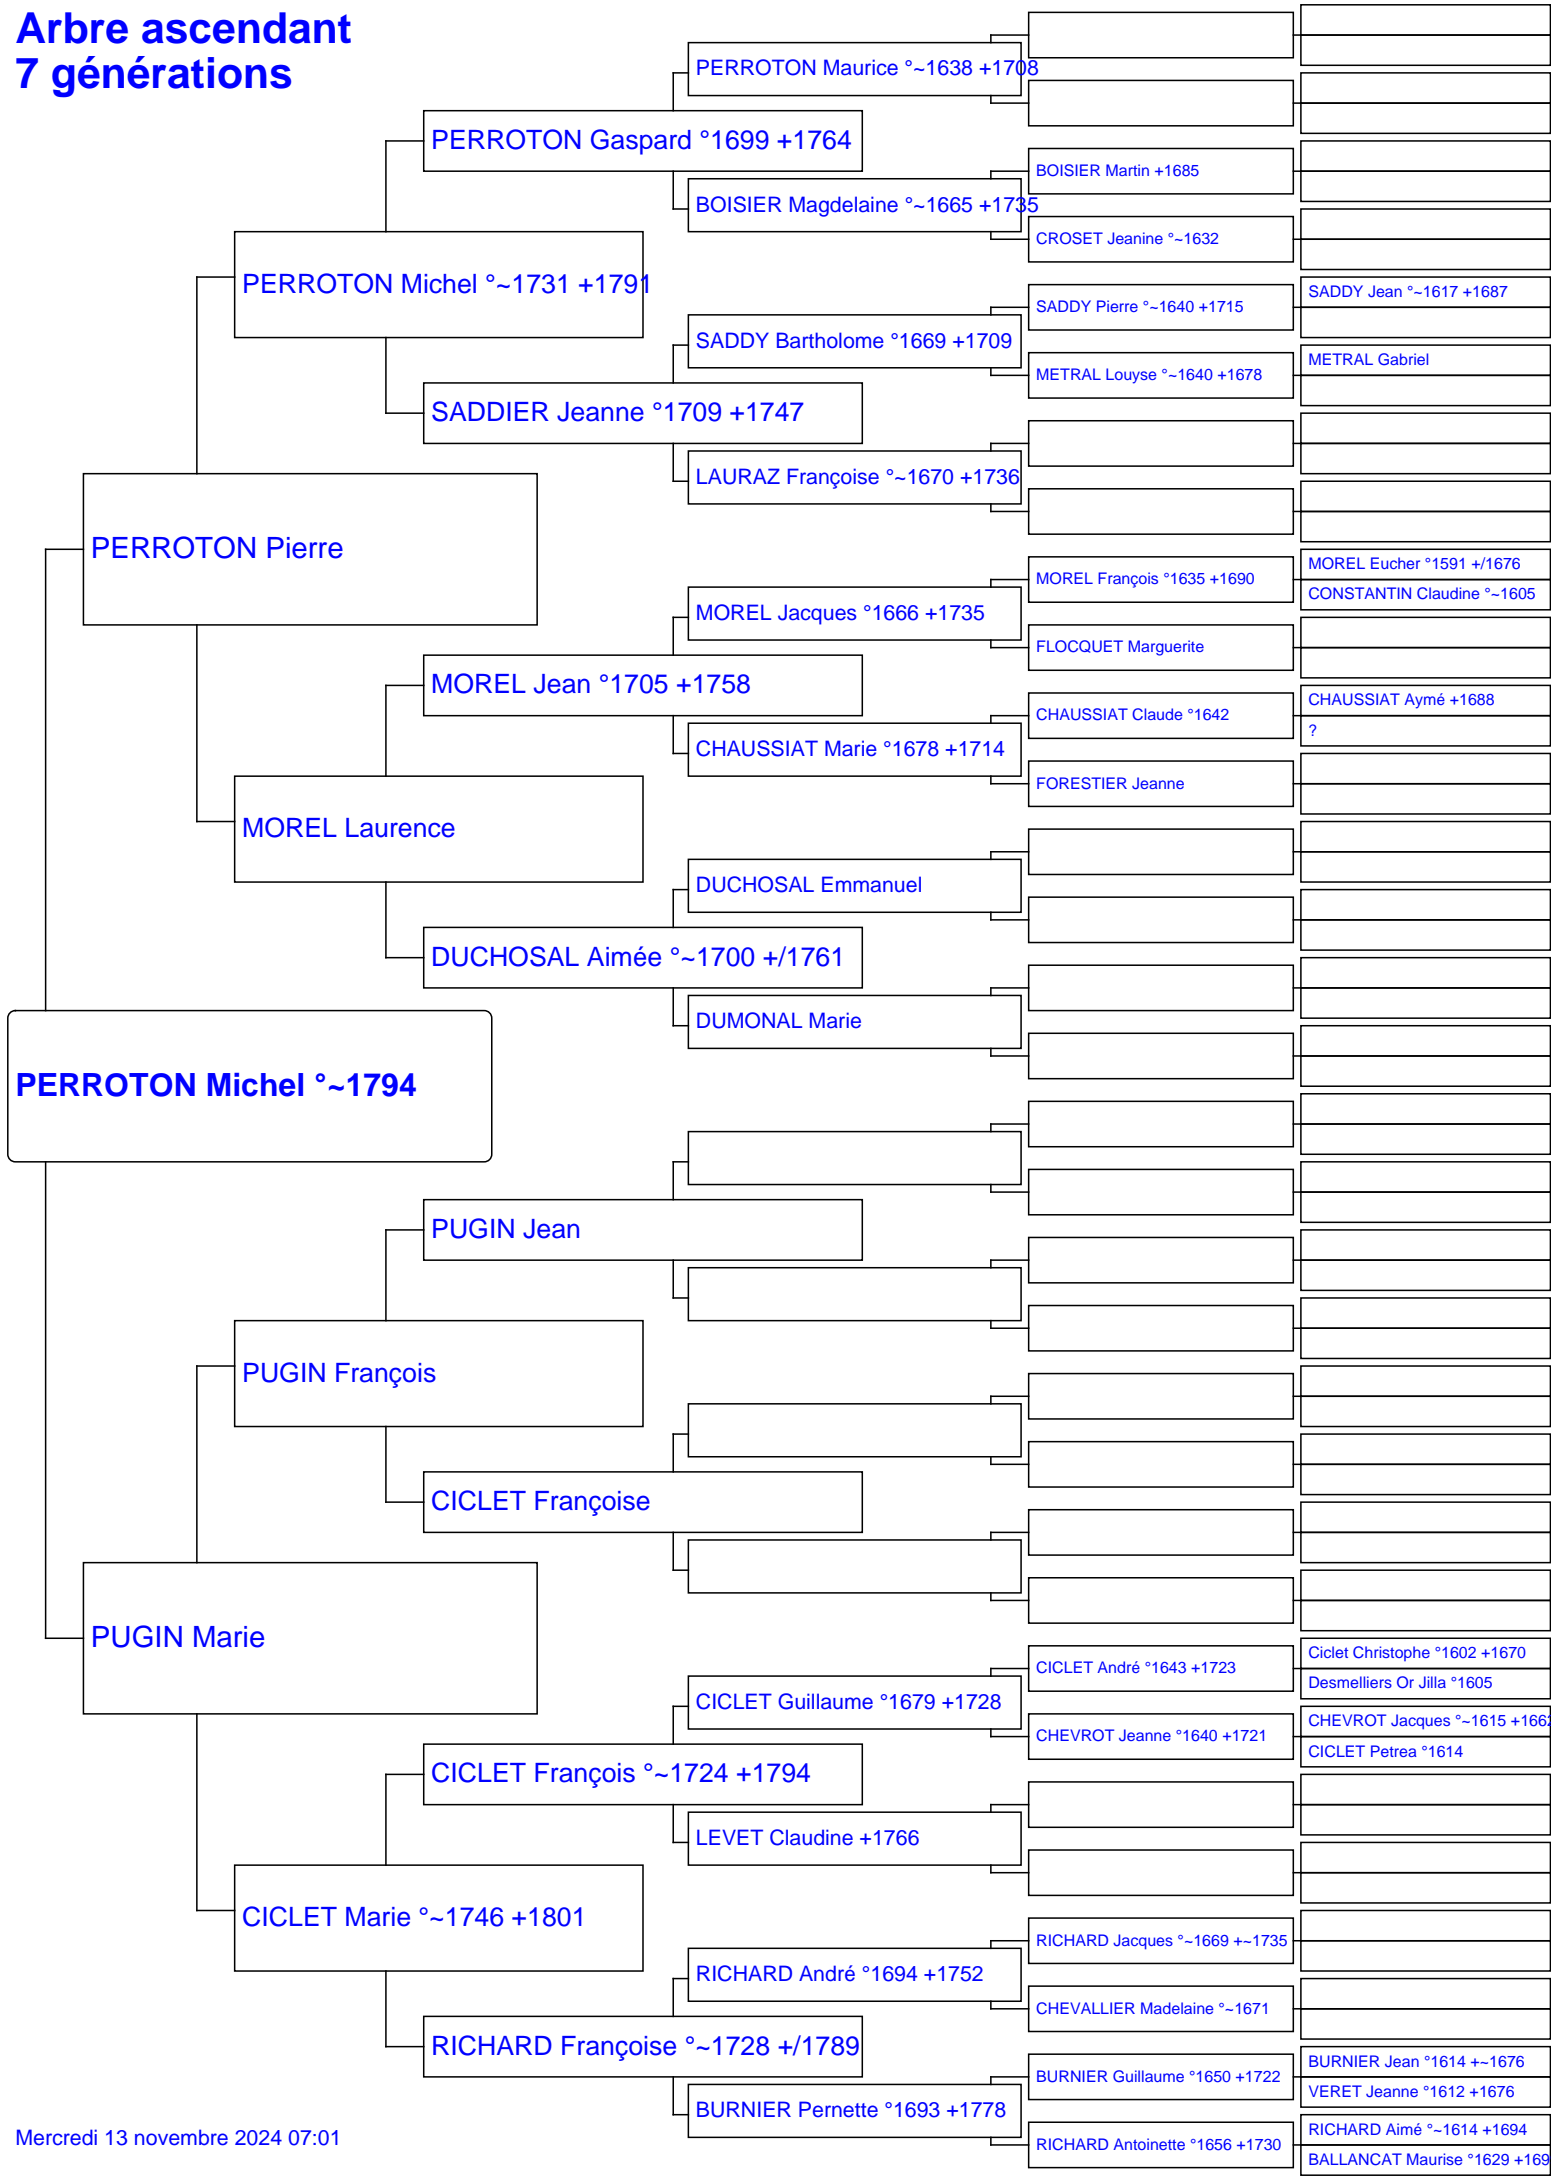 Arbre ascendant
7 générations
PERROTON Maurice °~1638 +1708
PERROTON Gaspard °1699 +1764
BOISIER Martin +1685
BOISIER Magdelaine °~1665 +1735
CROSET Jeanine °~1632
PERROTON Michel °~1731 +1791
SADDY Jean °~1617 +1687
SADDY Pierre °~1640 +1715
SADDY Bartholome °1669 +1709
METRAL Gabriel
METRAL Louyse °~1640 +1678
SADDIER Jeanne °1709 +1747
LAURAZ Françoise °~1670 +1736
PERROTON Pierre
MOREL Eucher °1591 +/1676
MOREL François °1635 +1690
CONSTANTIN Claudine °~1605
MOREL Jacques °1666 +1735
FLOCQUET Marguerite
MOREL Jean °1705 +1758
CHAUSSIAT Aymé +1688
CHAUSSIAT Claude °1642
?
CHAUSSIAT Marie °1678 +1714
FORESTIER Jeanne
MOREL Laurence
DUCHOSAL Emmanuel
DUCHOSAL Aimée °~1700 +/1761
DUMONAL Marie
PERROTON Michel °~1794
PUGIN Jean
PUGIN François
CICLET Françoise
PUGIN Marie
Ciclet Christophe °1602 +1670
CICLET André °1643 +1723
Desmelliers Or Jilla °1605
CICLET Guillaume °1679 +1728
CHEVROT Jacques °~1615 +1662
CHEVROT Jeanne °1640 +1721
CICLET Petrea °1614
CICLET François °~1724 +1794
LEVET Claudine +1766
CICLET Marie °~1746 +1801
RICHARD Jacques °~1669 +~1735
RICHARD André °1694 +1752
CHEVALLIER Madelaine °~1671
RICHARD Françoise °~1728 +/1789
BURNIER Jean °1614 +~1676
BURNIER Guillaume °1650 +1722
VERET Jeanne °1612 +1676
BURNIER Pernette °1693 +1778
RICHARD Aimé °~1614 +1694
RICHARD Antoinette °1656 +1730
BALLANCAT Maurise °1629 +169
Mercredi 13 novembre 2024 07:01